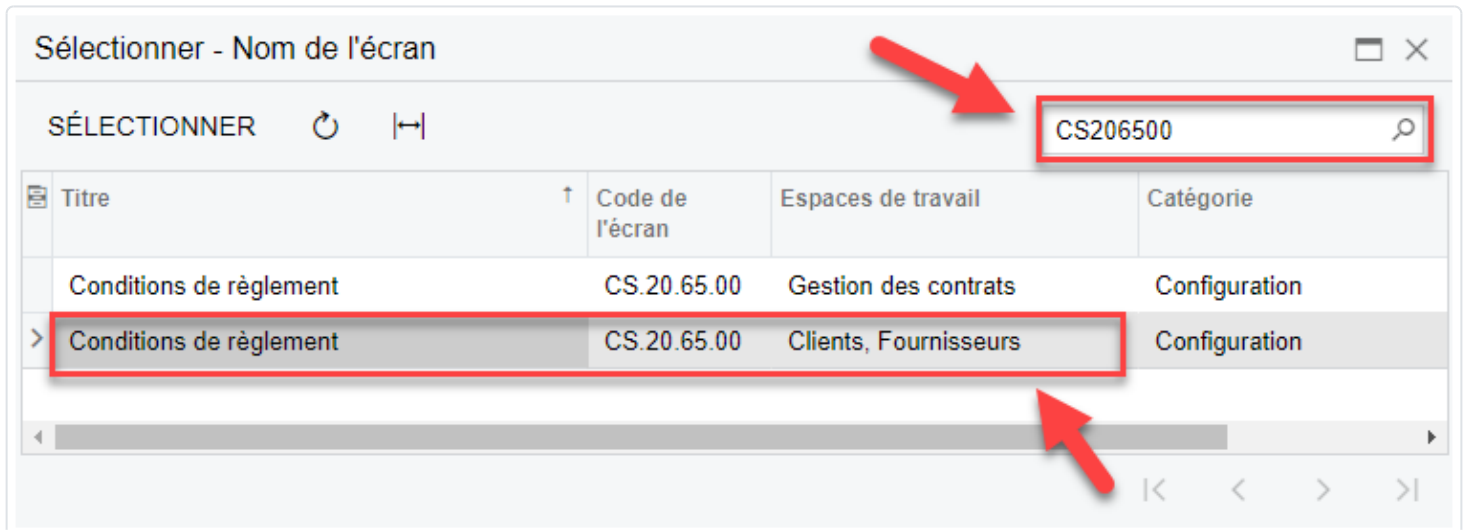 Sélectionner - Nom de l'écran
SÉLECTIONNER
CS206500
Titre Code de l'écran Espaces de travail Catégorie
Conditions de règlement CS.20.65.00 Gestion des contrats Configuration
Conditions de règlement CS.20.65.00 Clients, Fournisseurs Configuration